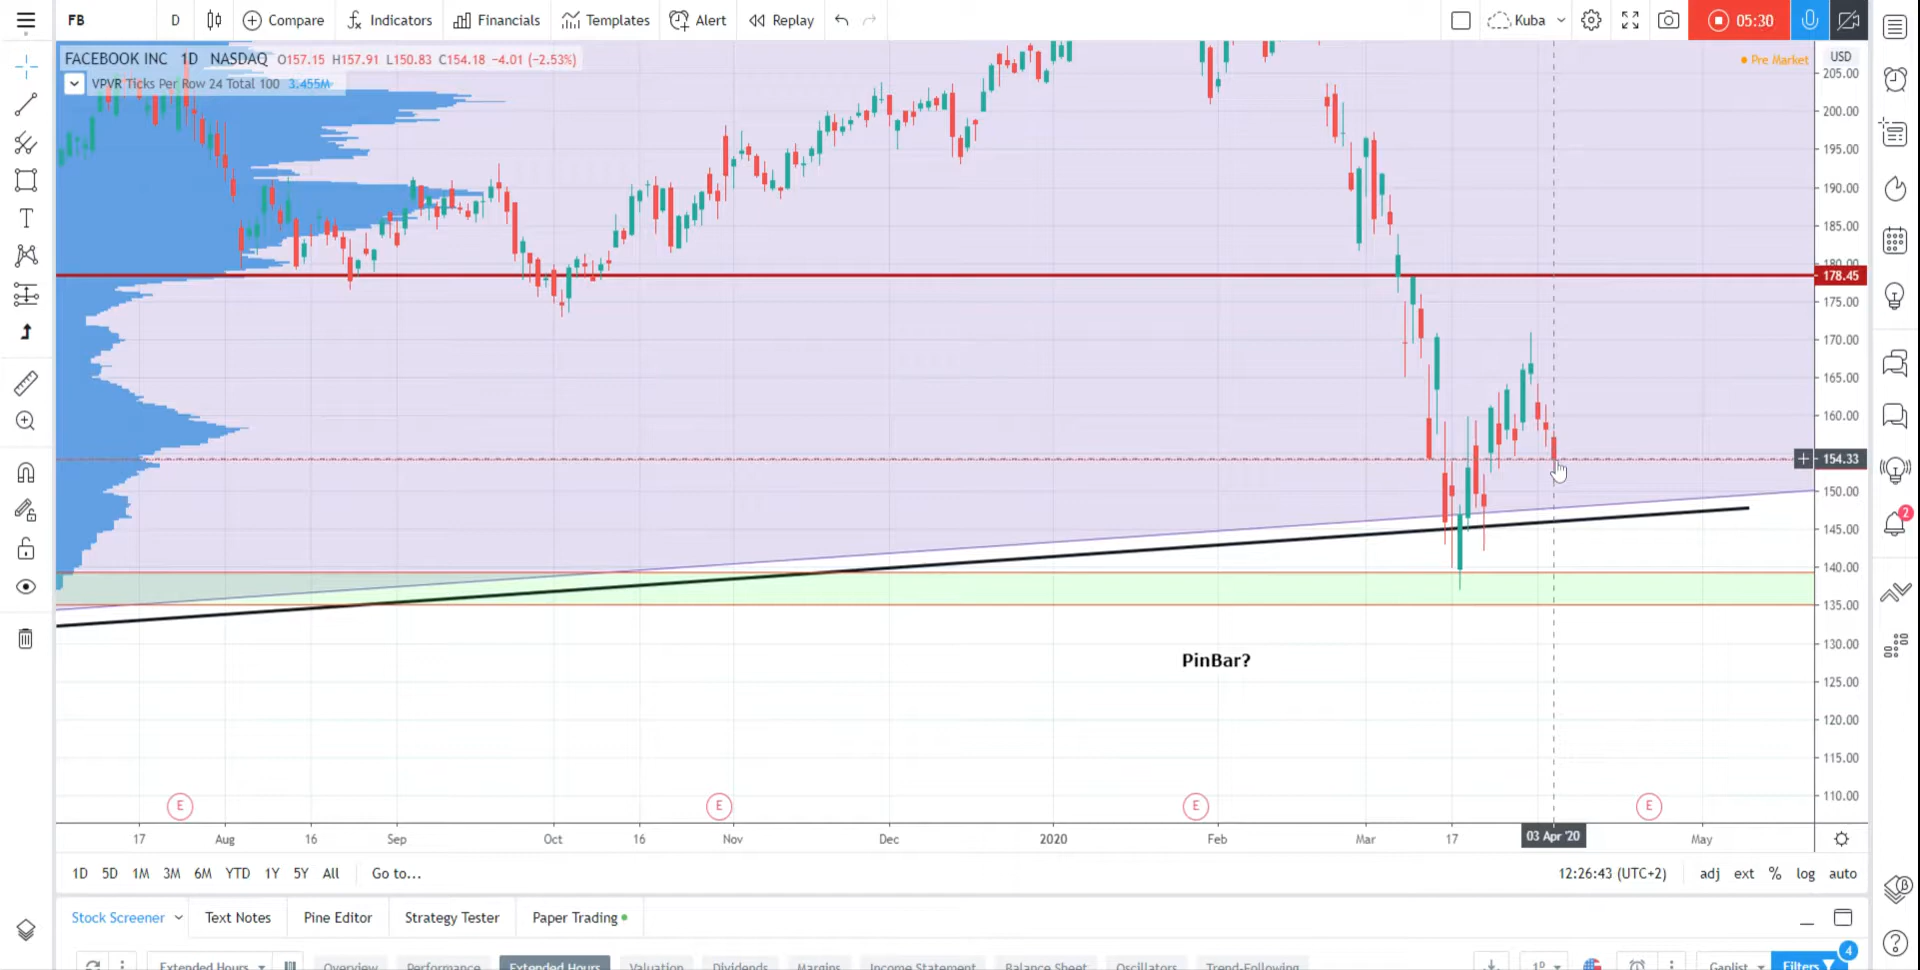 FB D Compare Indicators Financials Templates Alert Replay Kuba 05:30
FACEBOOK INC 1D NASDAQ O157.15 H157.91 L150.83 C154.18 −4.01 (−2.53%)
VPVR Ticks Per Row 24 Total 100 3.455M
Pre Market
USD
205.00
200.00
195.00
190.00
185.00
180.00
178.45
175.00
170.00
165.00
160.00
154.33
150.00
145.00
140.00
135.00
130.00
125.00
120.00
115.00
110.00
2
PinBar?
E E E E
17 Aug 16 Sep Oct 16 Nov Dec 2020 Feb Mar 17 03 Apr '20 May
1D 5D 1M 3M 6M YTD 1Y 5Y All Go to... 12:26:43 (UTC+2) adj ext % log auto
Stock Screener Text Notes Pine Editor Strategy Tester Paper Trading
4
Extended Hours Overview Performance Extended Hours Valuation Dividends Margins Income Statement Balance Sheet Oscillators Trend-Following 1D Gaplist Filters